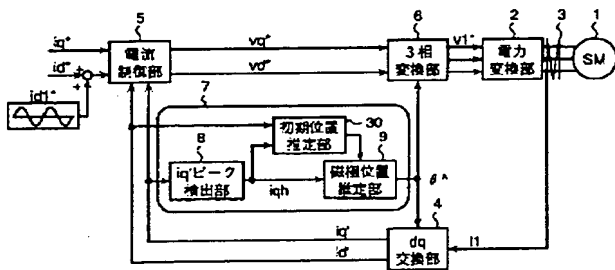 5
6
v1*
2
3
1
iq*
電流
制御部
vq*
3相
変換部
電力
変換部
SM
id*
+
+
vd*
id1*
7
30
初期位置
推定部
8
9
iq'ピーク
検出部
iqh
磁極位置
推定部
θ^
4
iq'
id'
dq
交換部
I1